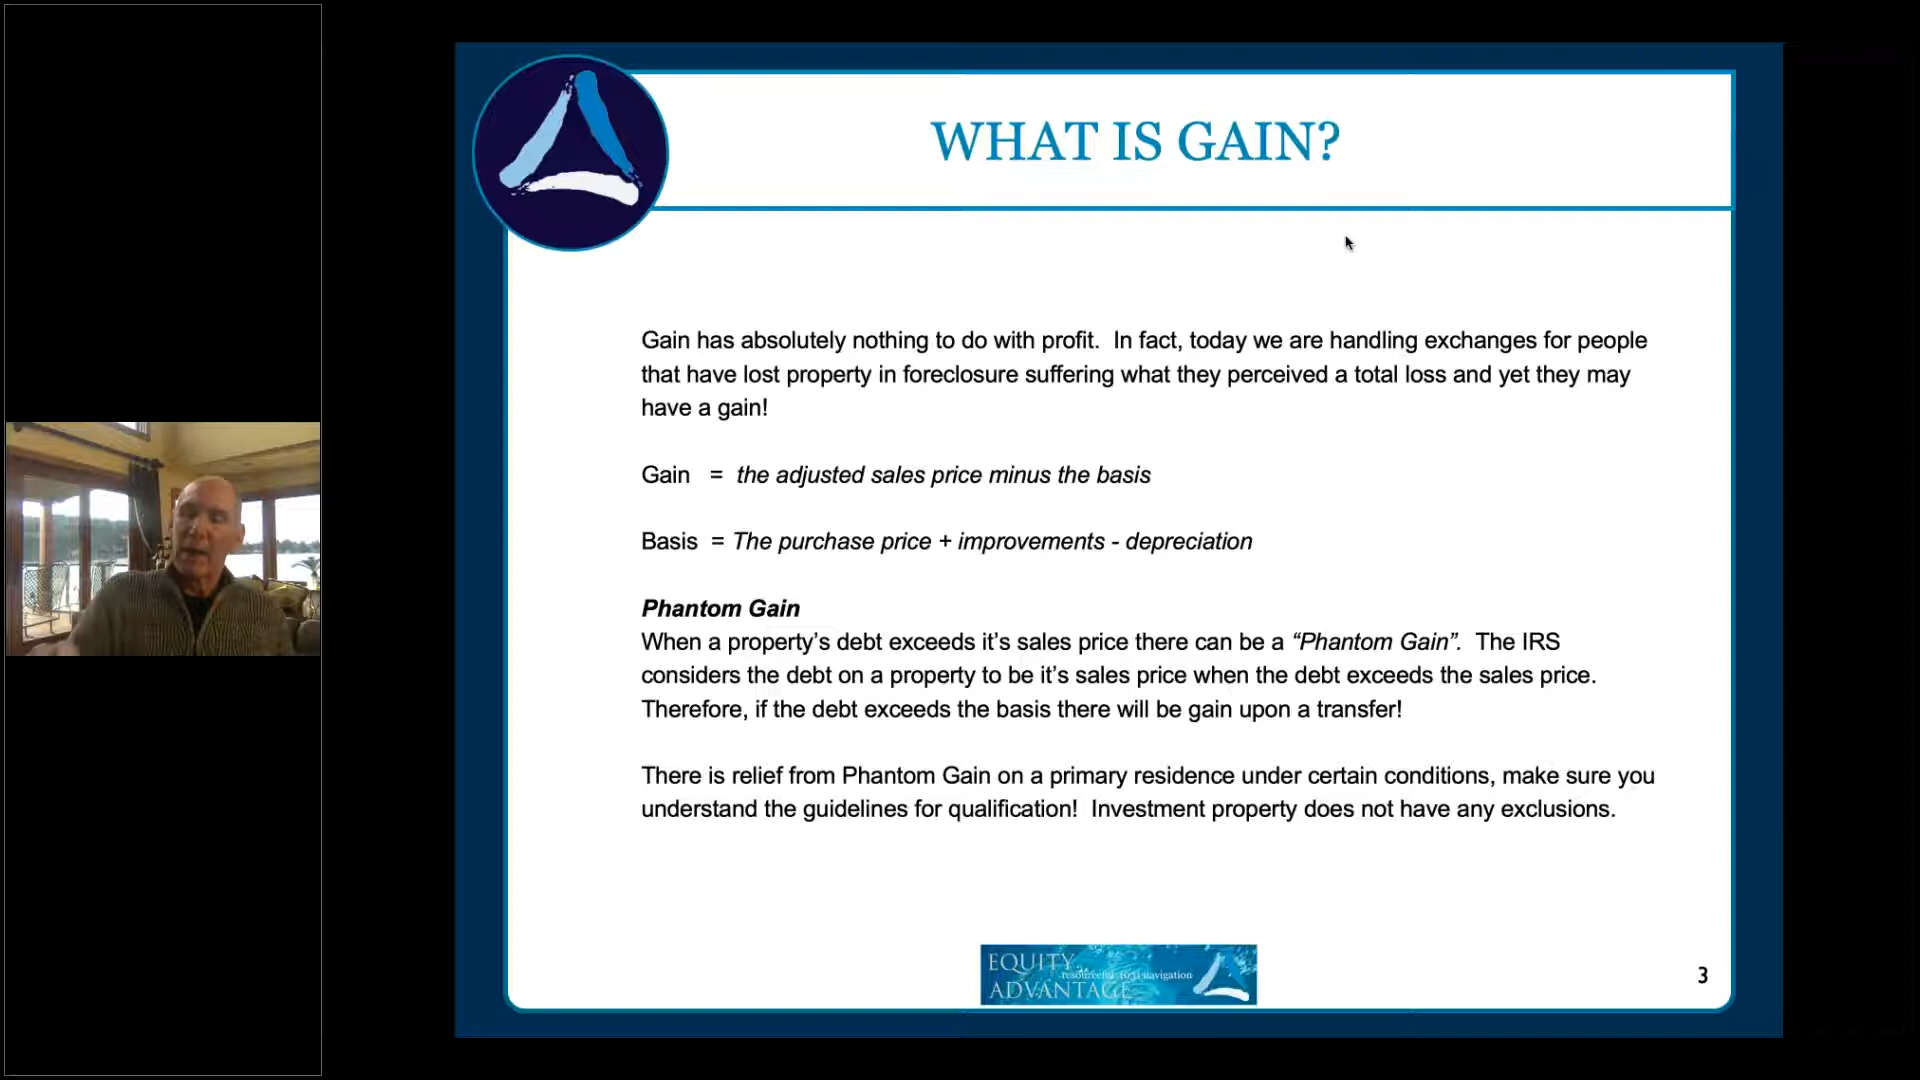 WHAT IS GAIN?
Gain has absolutely nothing to do with profit.  In fact, today we are handling exchanges for people
that have lost property in foreclosure suffering what they perceived a total loss and yet they may
have a gain!
Gain   =  the adjusted sales price minus the basis
Basis  = The purchase price + improvements - depreciation
Phantom Gain
When a property’s debt exceeds it’s sales price there can be a “Phantom Gain”.  The IRS
considers the debt on a property to be it’s sales price when the debt exceeds the sales price.
Therefore, if the debt exceeds the basis there will be gain upon a transfer!
There is relief from Phantom Gain on a primary residence under certain conditions, make sure you
understand the guidelines for qualification!  Investment property does not have any exclusions.
EQUITY
resourceful 1031 navigation
ADVANTAGE
3